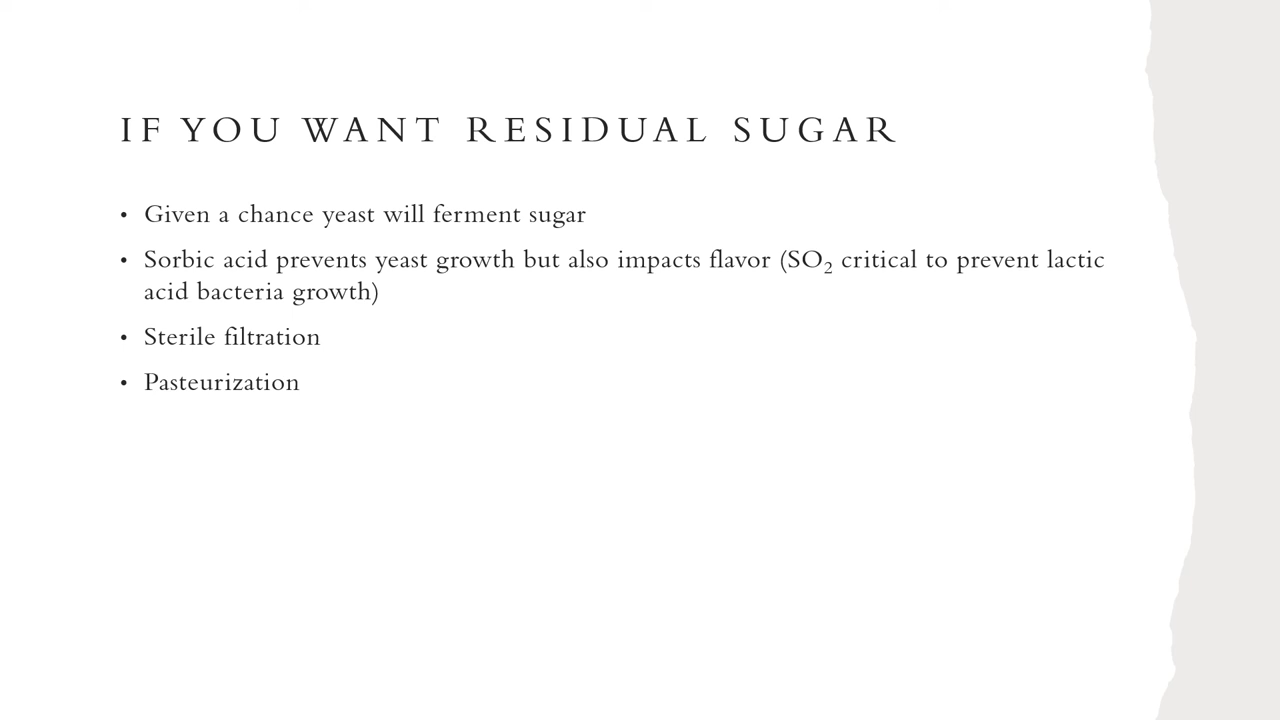 IF YOU WANT RESIDUAL SUGAR
• Given a chance yeast will ferment sugar
• Sorbic acid prevents yeast growth but also impacts flavor (SO₂ critical to prevent lactic
acid bacteria growth)
• Sterile filtration
• Pasteurization